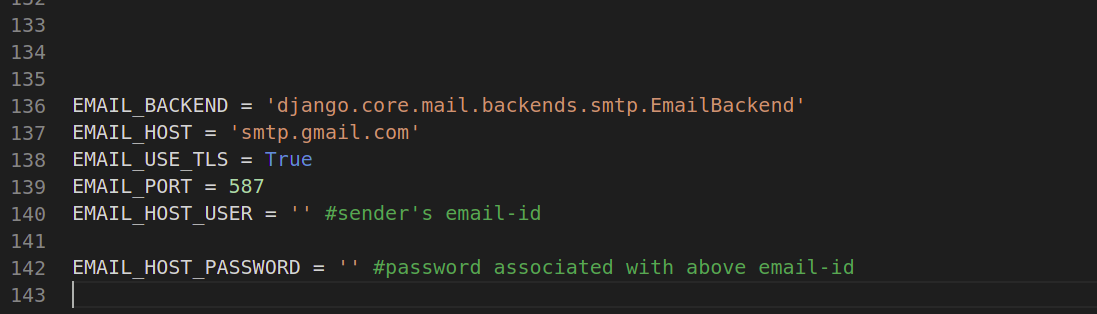 132
133
134
135
136 EMAIL_BACKEND = 'django.core.mail.backends.smtp.EmailBackend'
137 EMAIL_HOST = 'smtp.gmail.com'
138 EMAIL_USE_TLS = True
139 EMAIL_PORT = 587
140 EMAIL_HOST_USER = '' #sender's email-id
141
142 EMAIL_HOST_PASSWORD = '' #password associated with above email-id
143